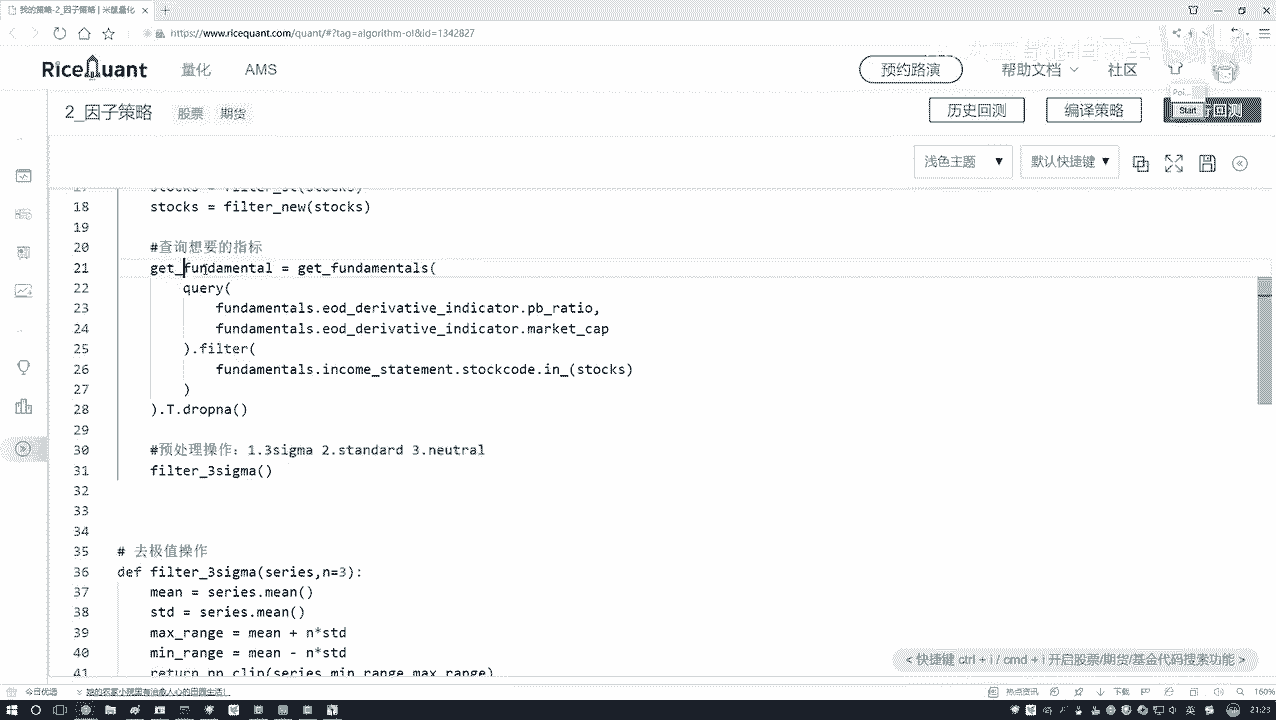 我的策略-2_因子策略 | 米筐量化
https://www.ricequant.com/quant/#?tag=algorithm-ol&id=1342827
RiceQuant 量化 AMS 预约路演 帮助文档 社区
2_因子策略 股票 期货 历史回测 编译策略
Start
浅色主题 默认快捷键
17 stocks = filter_st(stocks)
18 stocks = filter_new(stocks)
19
20 #查询想要的指标
21 get_fundamental = get_fundamentals(
22 query(
23 fundamentals.eod_derivative_indicator.pb_ratio,
24 fundamentals.eod_derivative_indicator.market_cap
25 ).filter(
26 fundamentals.income_statement.stockcode.in_(stocks)
27 )
28 ).T.dropna()
29
30 #预处理操作：1.3sigma 2.standard 3.neutral
31 filter_3sigma()
32
33
34
35 # 去极值操作
36 def filter_3sigma(series,n=3):
37 mean = series.mean()
38 std = series.mean()
39 max_range = mean + n*std
40 min_range = mean - n*std
41 return np.clip(series,min_range,max_range)
<快捷键 ctrl + i / cmd + i 开启股票/期货/基金代码搜索功能 >
今日优选 热点资讯 下载 160%
21:23